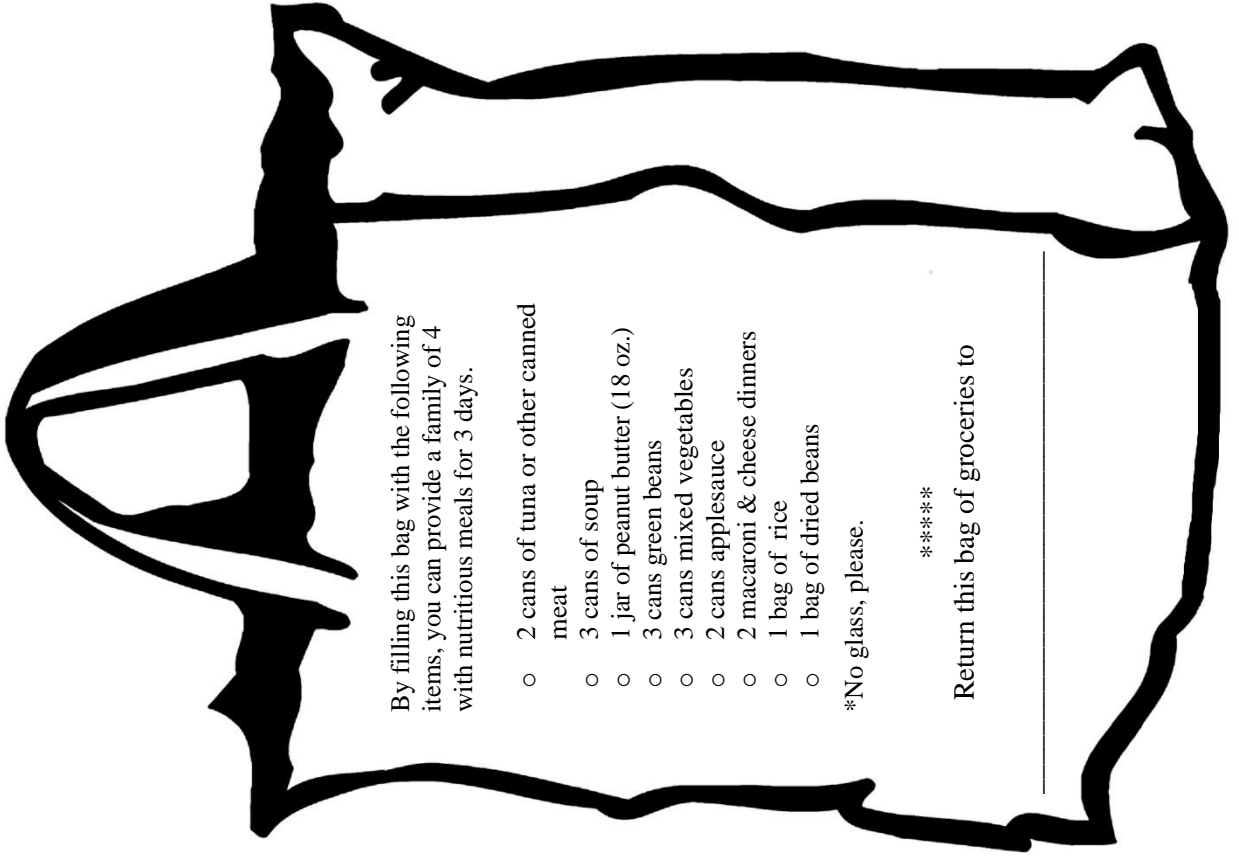 By filling this bag with the following
items, you can provide a family of 4
with nutritious meals for 3 days.
○ 2 cans of tuna or other canned
meat
○ 3 cans of soup
○ 1 jar of peanut butter (18 oz.)
○ 3 cans green beans
○ 3 cans mixed vegetables
○ 2 cans applesauce
○ 2 macaroni & cheese dinners
○ 1 bag of rice
○ 1 bag of dried beans
*No glass, please.
*****
Return this bag of groceries to